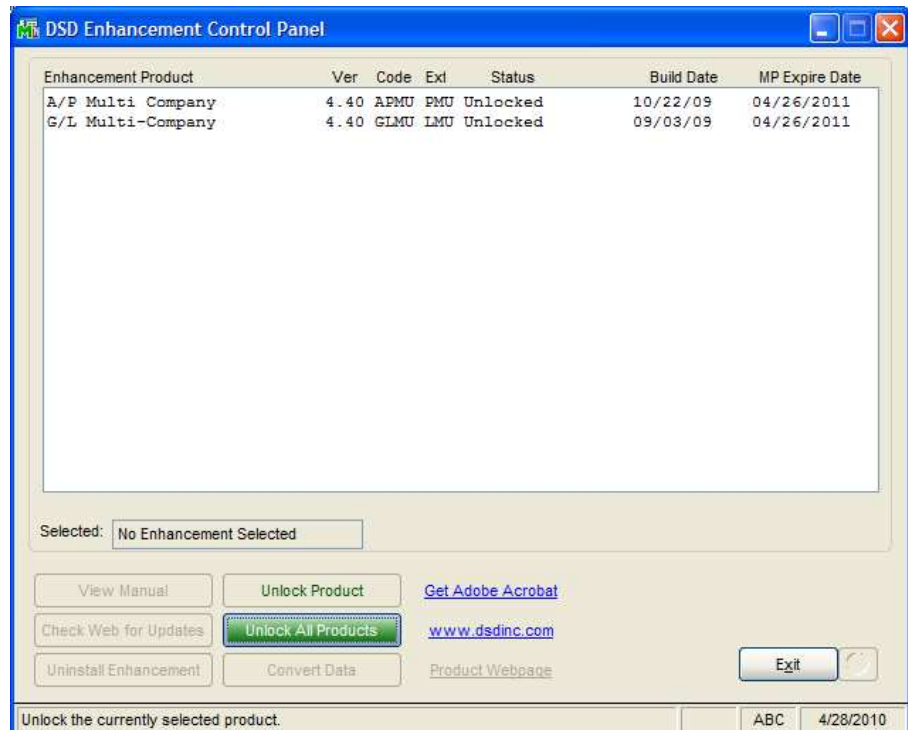 DSD Enhancement Control Panel
Enhancement Product Ver Code Ext Status Build Date MP Expire Date
A/P Multi Company 4.40 APMU PMU Unlocked 10/22/09 04/26/2011
G/L Multi-Company 4.40 GLMU LMU Unlocked 09/03/09 04/26/2011
Selected: No Enhancement Selected
View Manual Unlock Product Get Adobe Acrobat
Check Web for Updates Unlock All Products www.dsdinc.com
Uninstall Enhancement Convert Data Product Webpage Exit
Unlock the currently selected product. ABC 4/28/2010